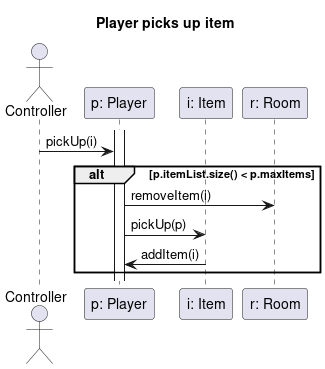 Player picks up item
Controller
p: Player
i: Item
r: Room
pickUp(i)
alt
[p.itemList.size() < p.maxItems]
removeItem(i)
pickUp(p)
addItem(i)
Controller
p: Player
i: Item
r: Room